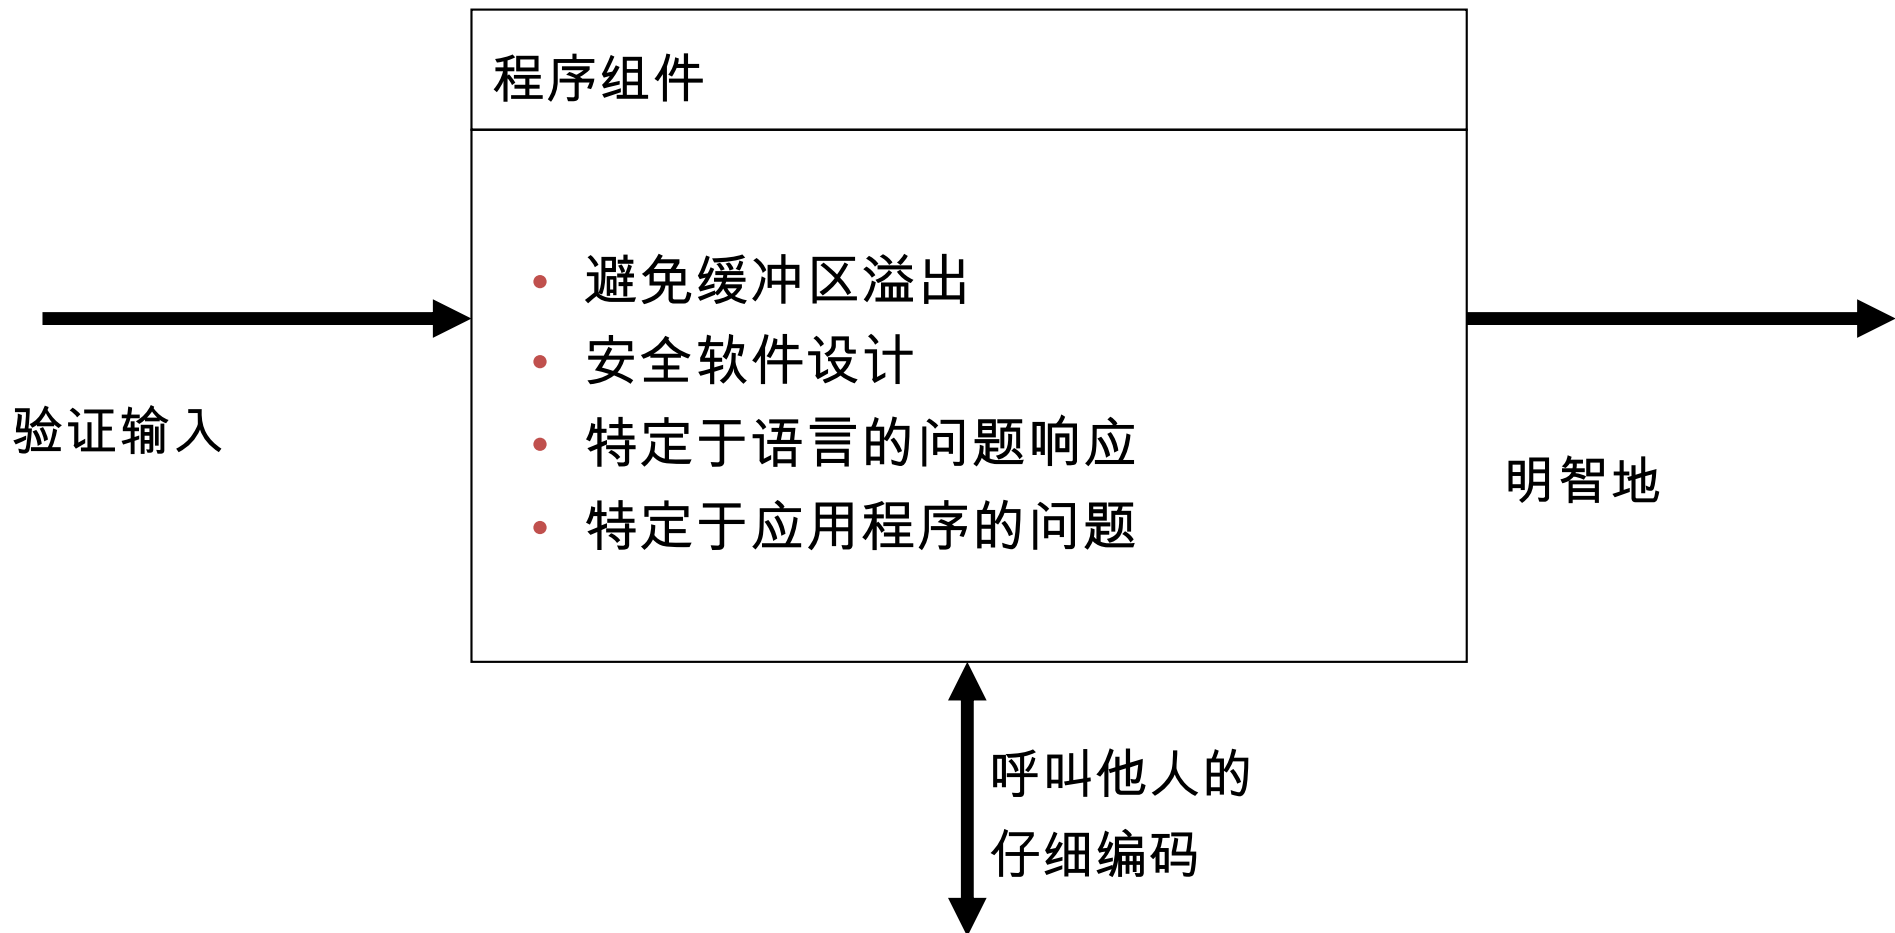 程序组件
• 避免缓冲区溢出
• 安全软件设计
• 特定于语言的问题响应
• 特定于应用程序的问题
验证输入
明智地
呼叫他人的
仔细编码